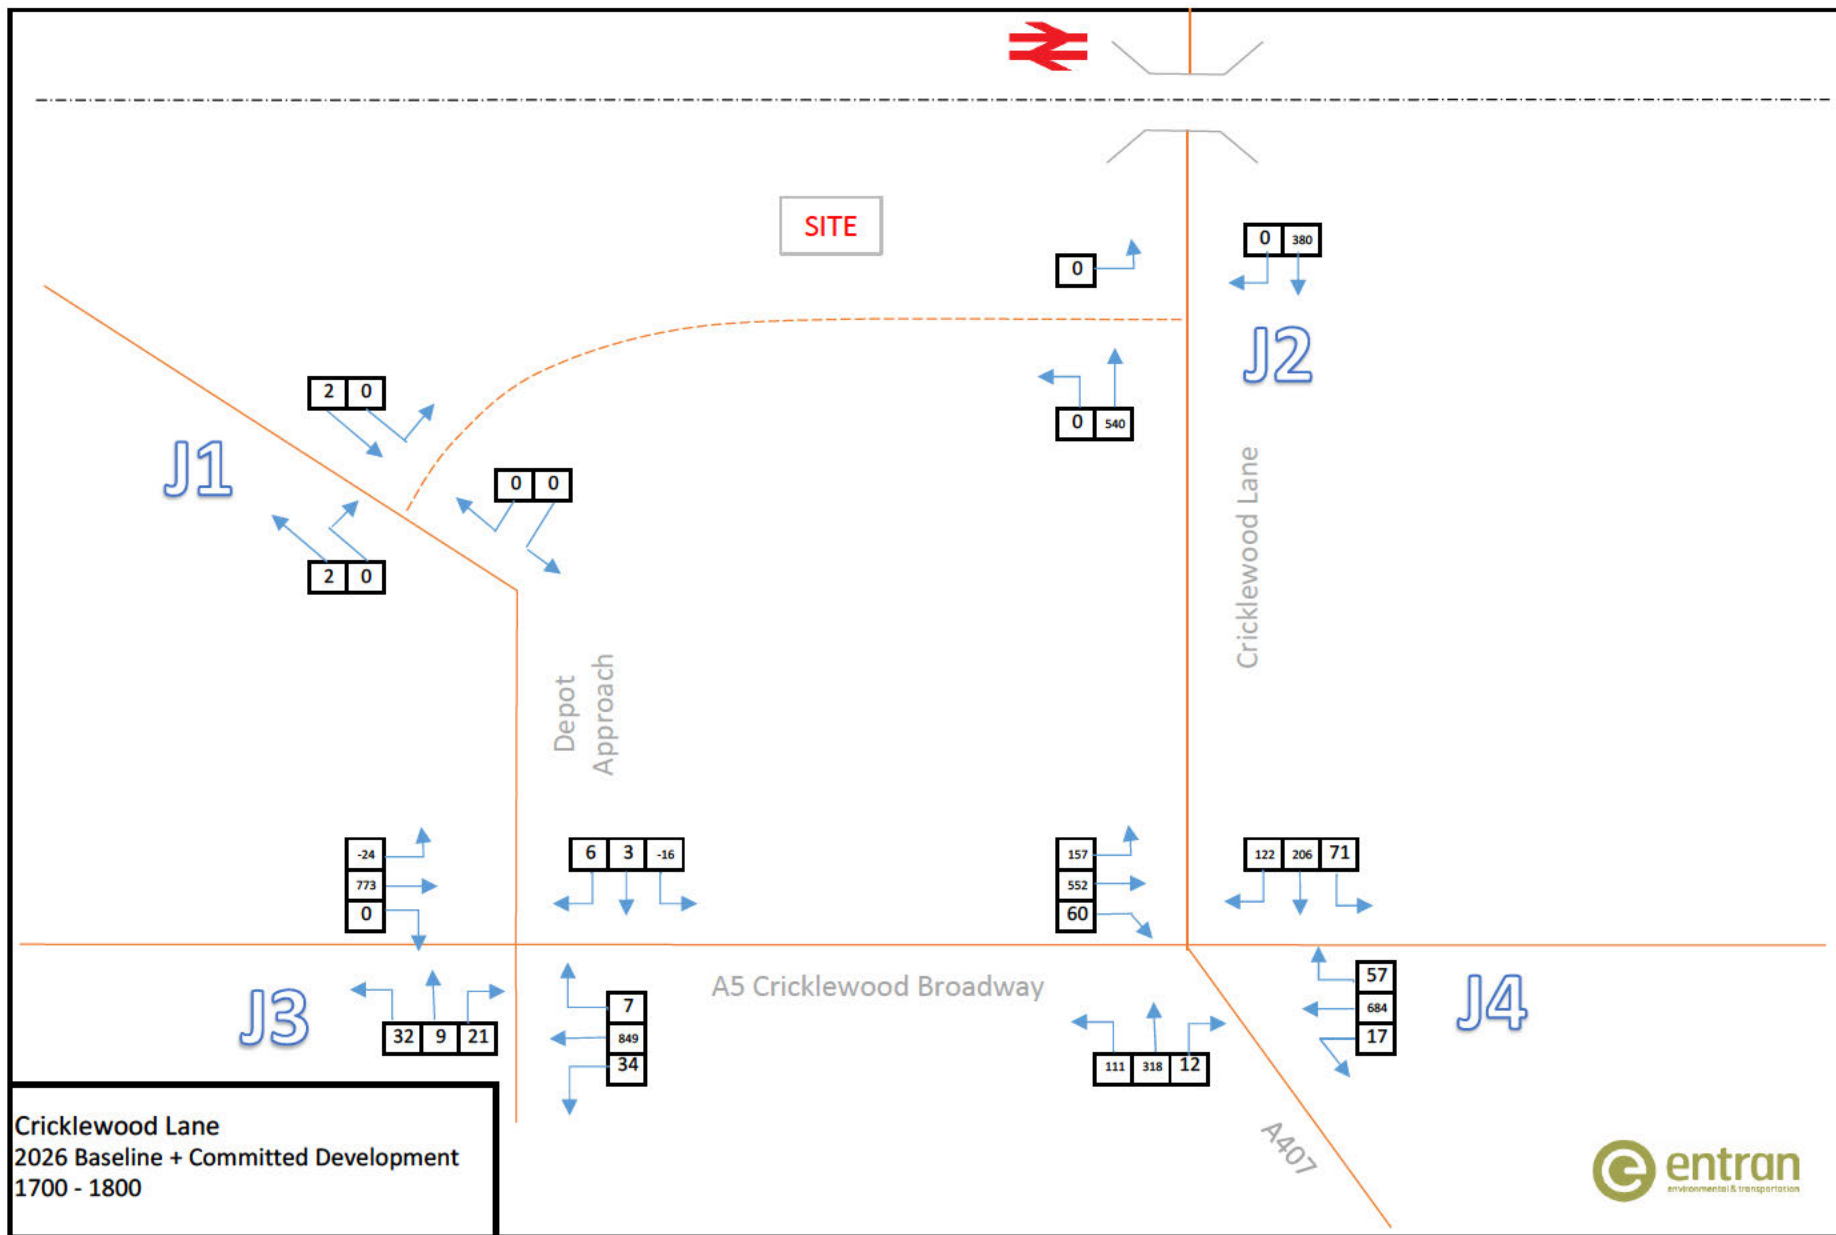 SITE
0 380
0
J2
2 0
0 540
J1
0 0
Cricklewood Lane
2 0
Depot
Approach
-24
773
0
6 3 -16
157
552
60
122 206 71
A5 Cricklewood Broadway
J3
32 9 21
7
849
34
111 318 12
57
684
17
J4
A407
Cricklewood Lane
2026 Baseline + Committed Development
1700 - 1800
e entran
environmental & transportation